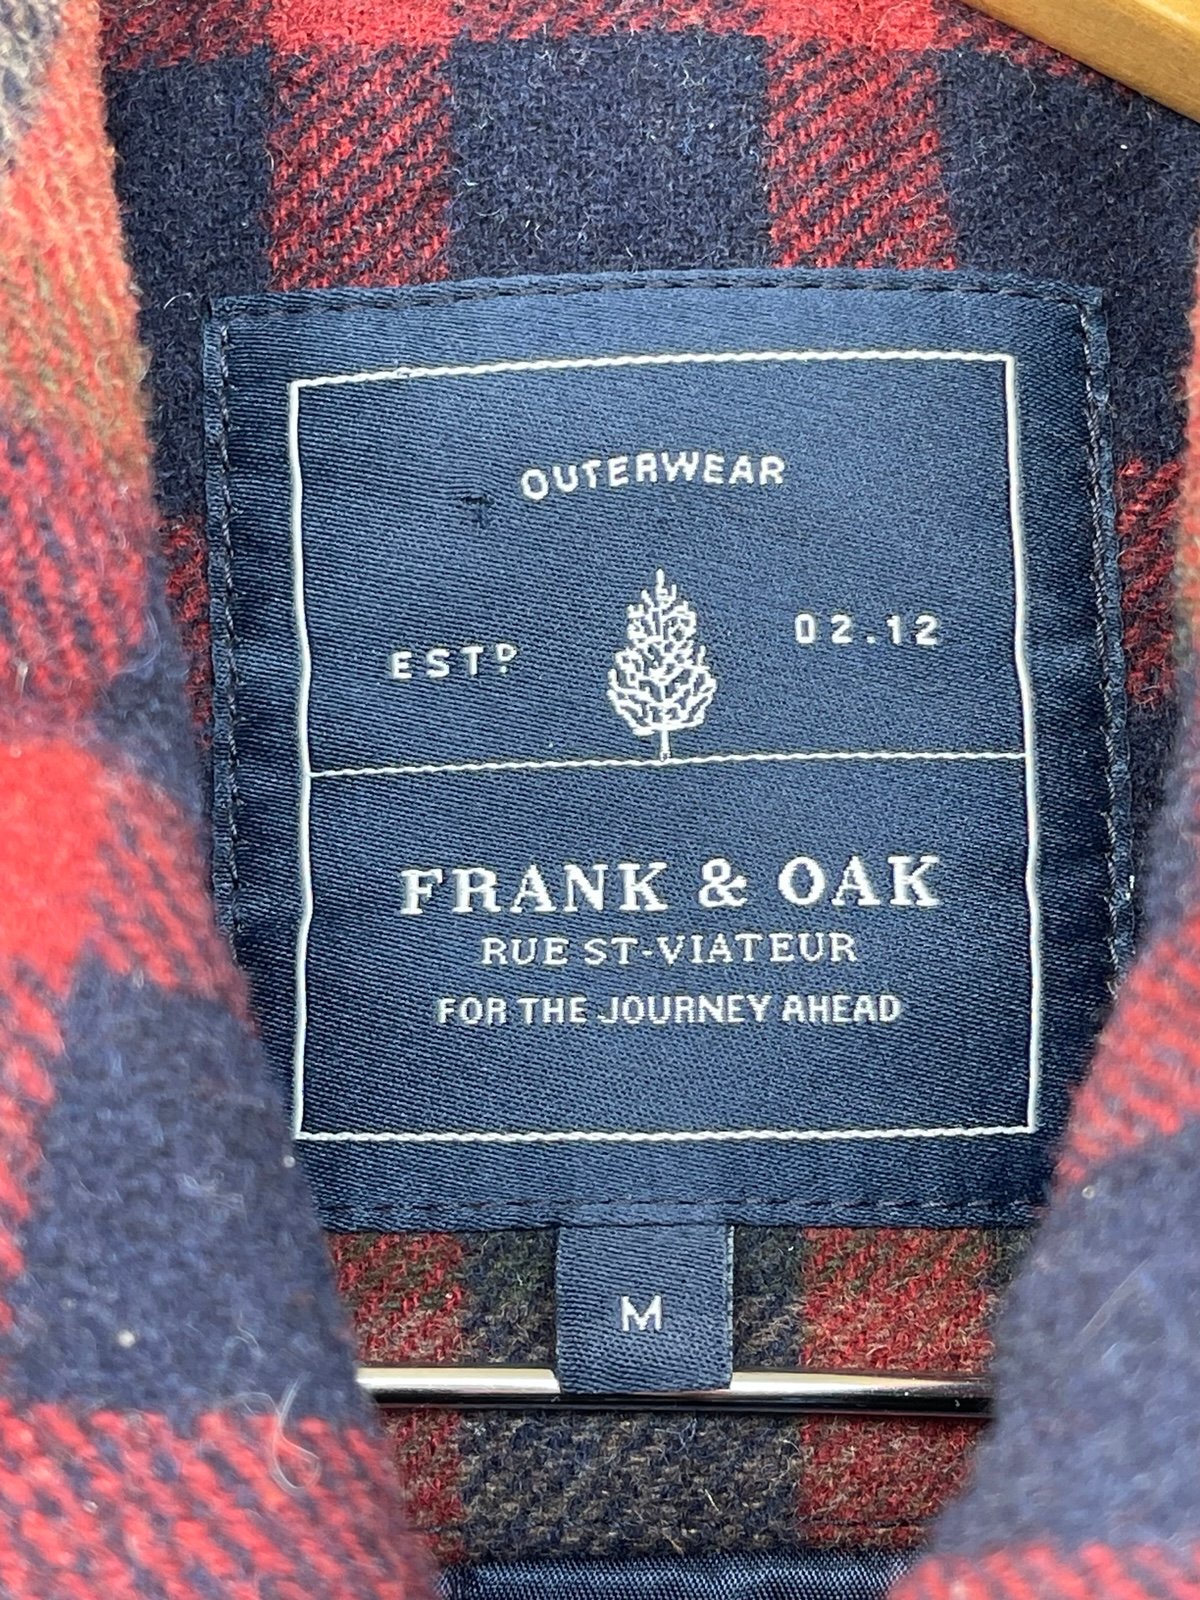 OUTERWEAR
ESTD 02.12
FRANK & OAK
RUE ST-VIATEUR
FOR THE JOURNEY AHEAD
M